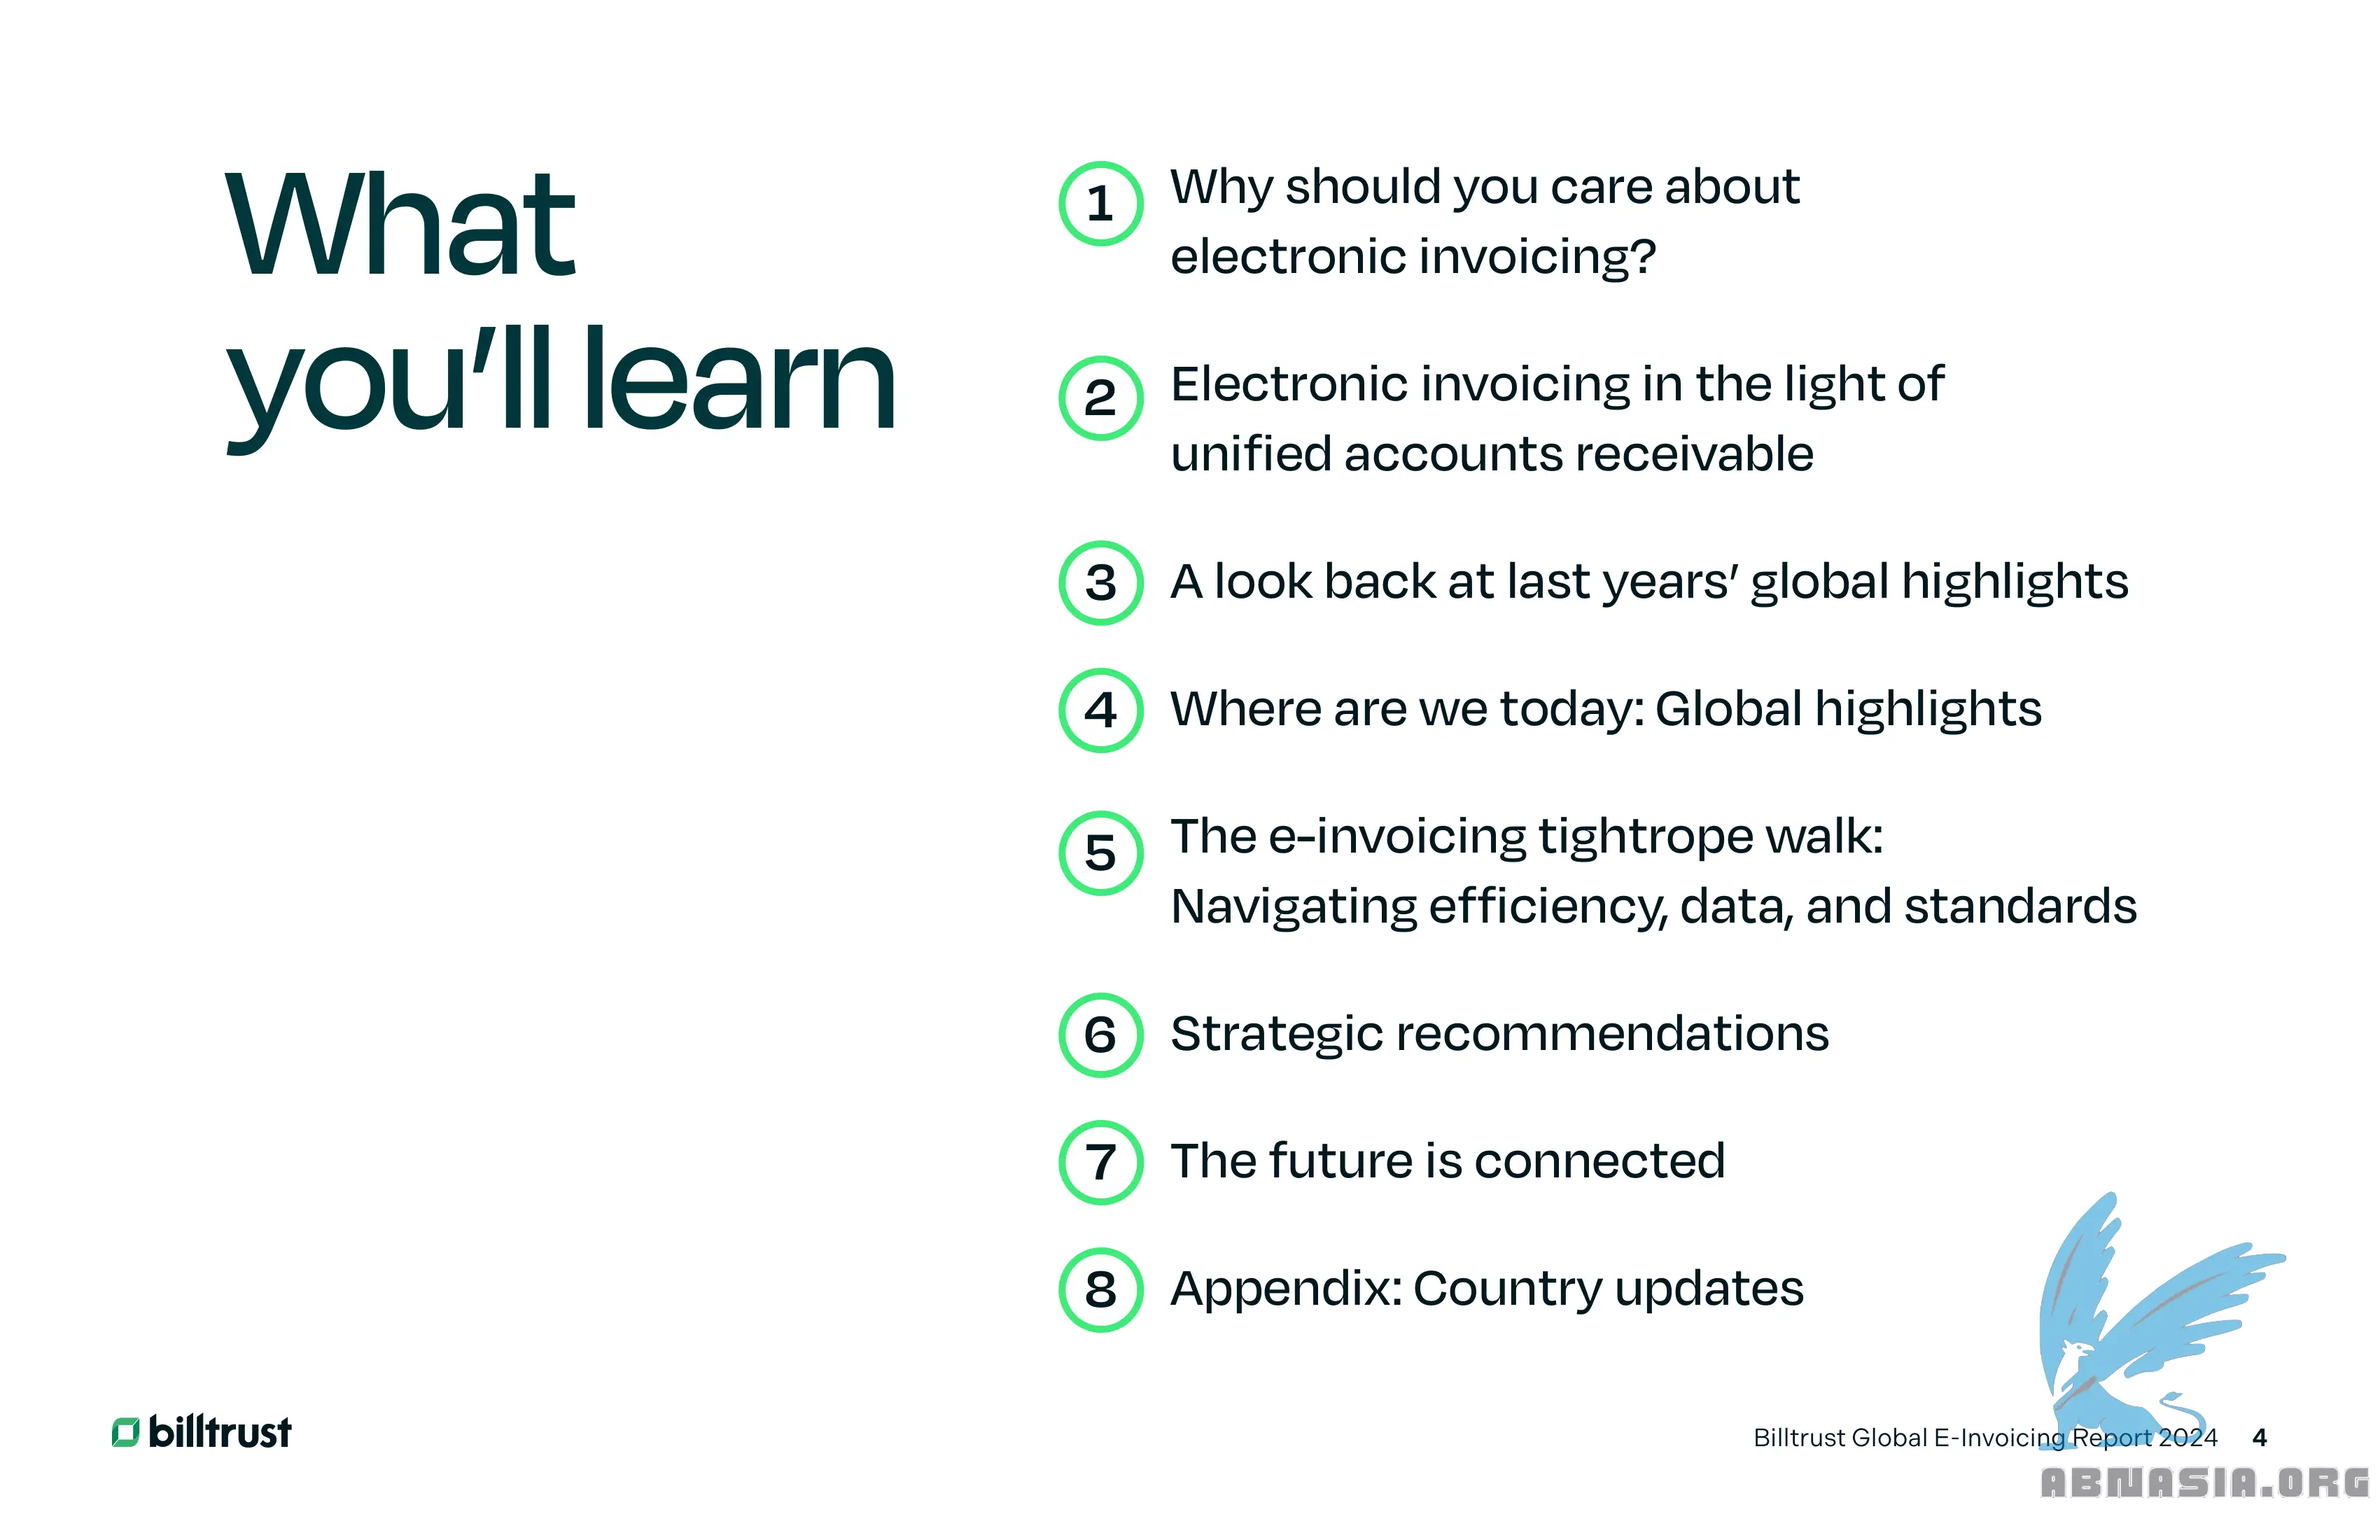 What
you’ll learn
1 Why should you care about
electronic invoicing?
2 Electronic invoicing in the light of
unified accounts receivable
3 A look back at last years’ global highlights
4 Where are we today: Global highlights
5 The e-invoicing tightrope walk:
Navigating efficiency, data, and standards
6 Strategic recommendations
7 The future is connected
8 Appendix: Country updates
billtrust
Billtrust Global E-Invoicing Report 2024 4
ABNASIA.ORG